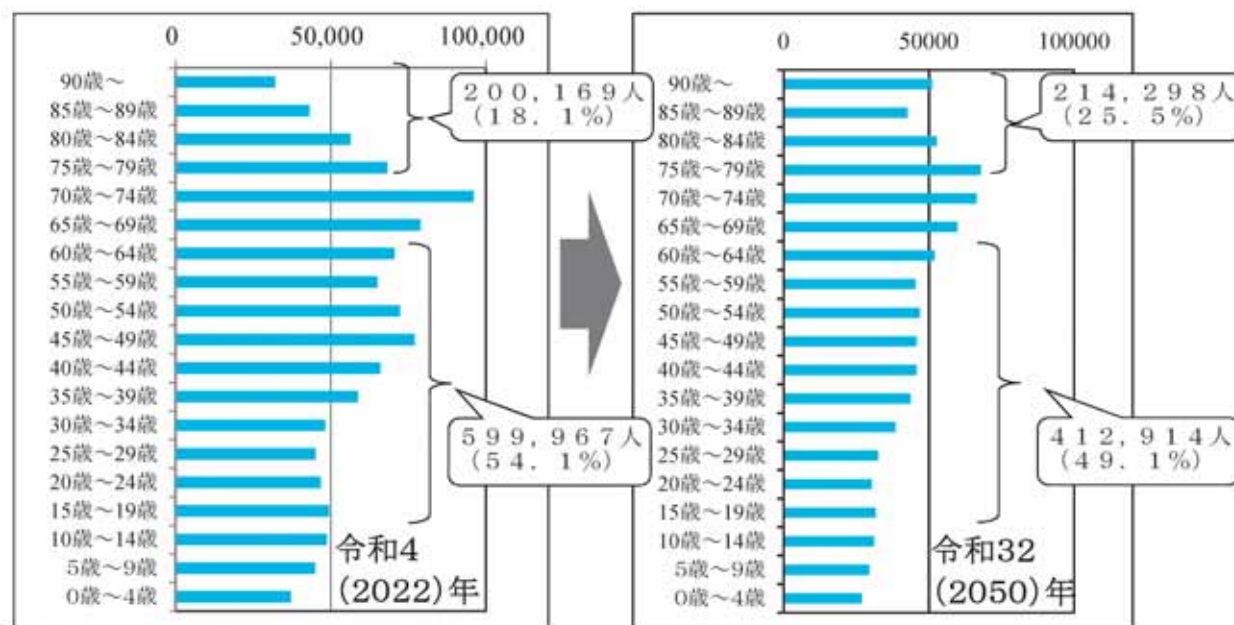 0 50,000 100,000
90歳～
85歳～89歳
80歳～84歳
75歳～79歳
70歳～74歳
65歳～69歳
60歳～64歳
55歳～59歳
50歳～54歳
45歳～49歳
40歳～44歳
35歳～39歳
30歳～34歳
25歳～29歳
20歳～24歳
15歳～19歳
10歳～14歳
5歳～9歳
0歳～4歳
２００，１６９人
（１８．１％）
５９９，９６７人
（５４．１％）
令和4
(2022)年
0 50000 100000
90歳～
85歳～89歳
80歳～84歳
75歳～79歳
70歳～74歳
65歳～69歳
60歳～64歳
55歳～59歳
50歳～54歳
45歳～49歳
40歳～44歳
35歳～39歳
30歳～34歳
25歳～29歳
20歳～24歳
15歳～19歳
10歳～14歳
5歳～9歳
0歳～4歳
２１４，２９８人
（２５．５％）
４１２，９１４人
（４９．１％）
令和32
(2050)年